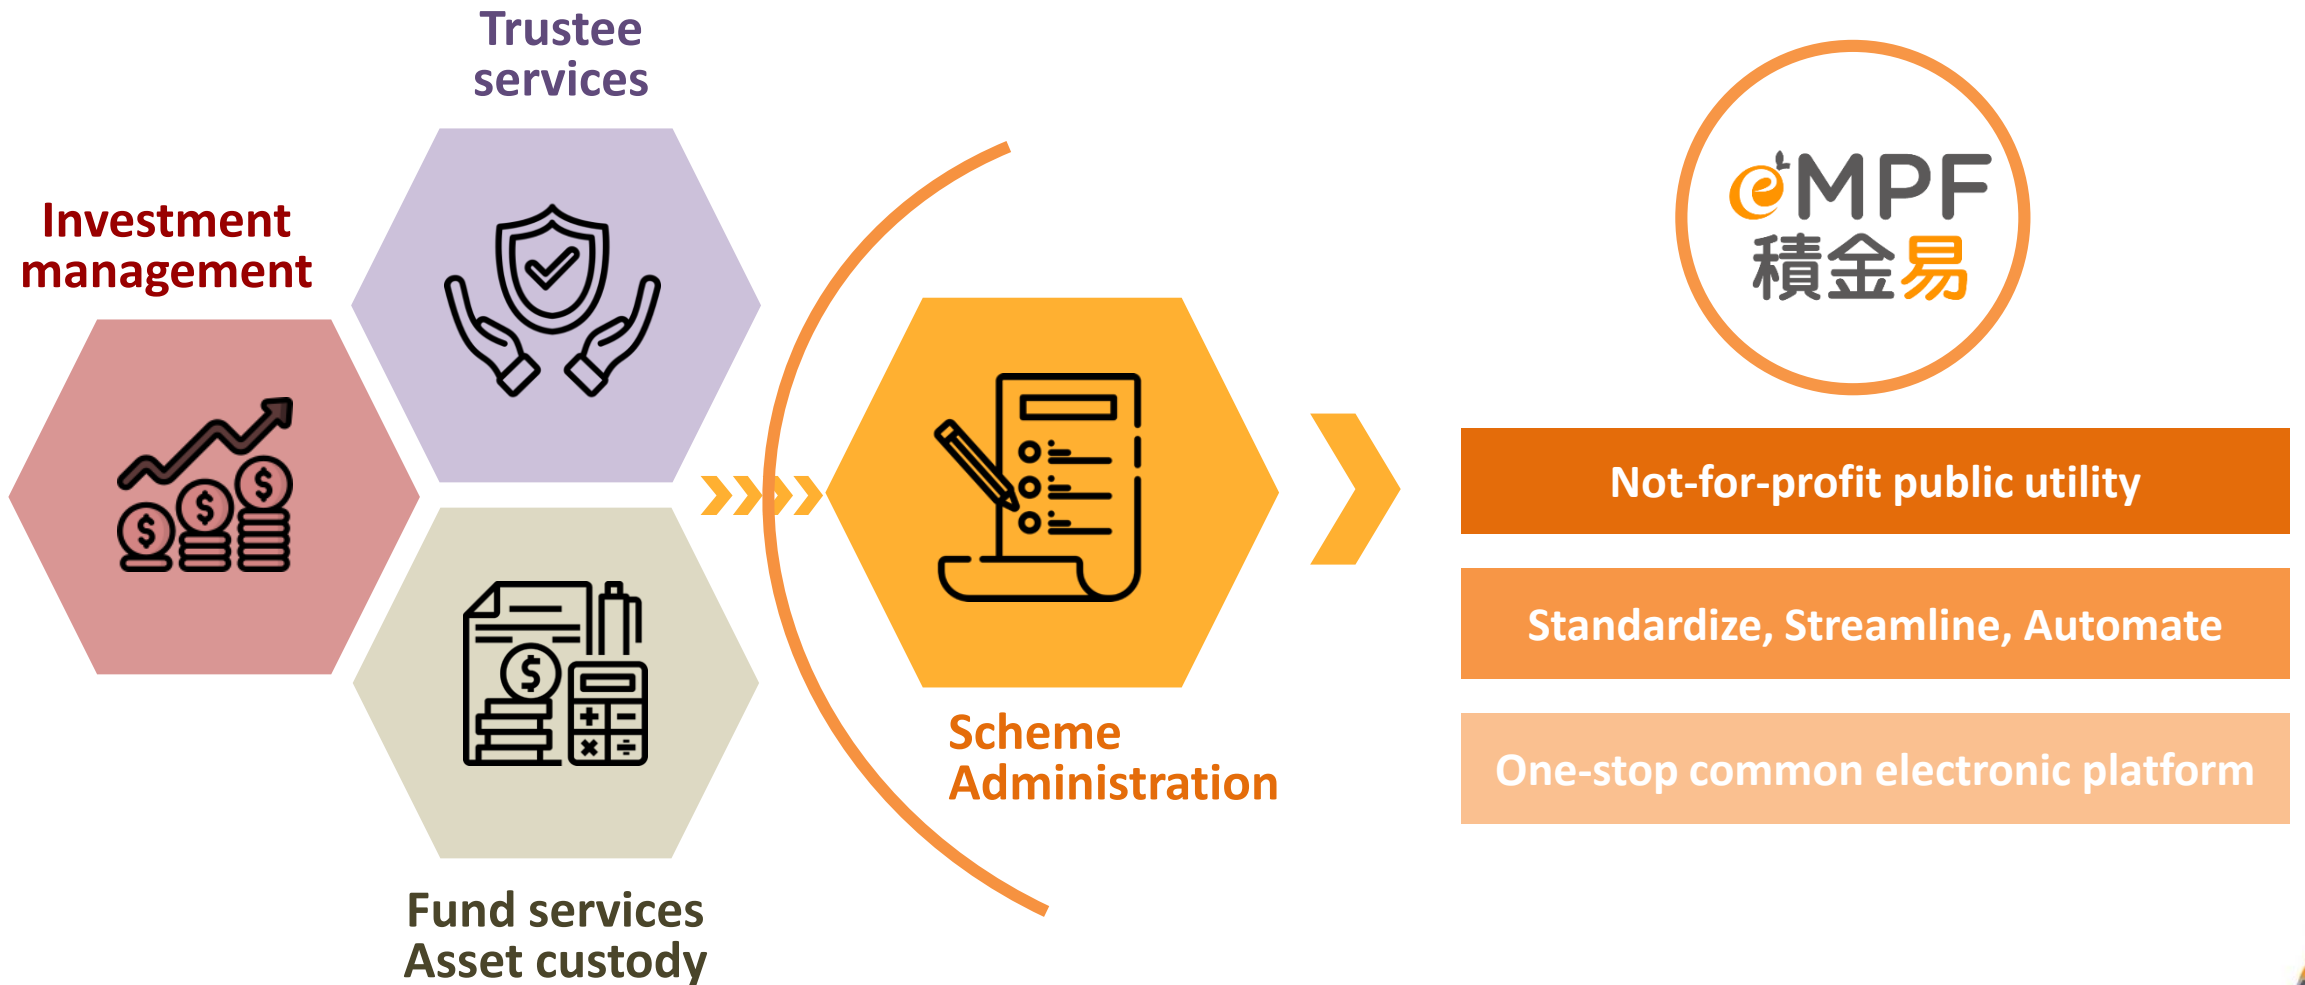 Trustee
services
Investment
management
Fund services
Asset custody
Scheme
Administration
eMPF
積金易
Not-for-profit public utility
Standardize, Streamline, Automate
One-stop common electronic platform